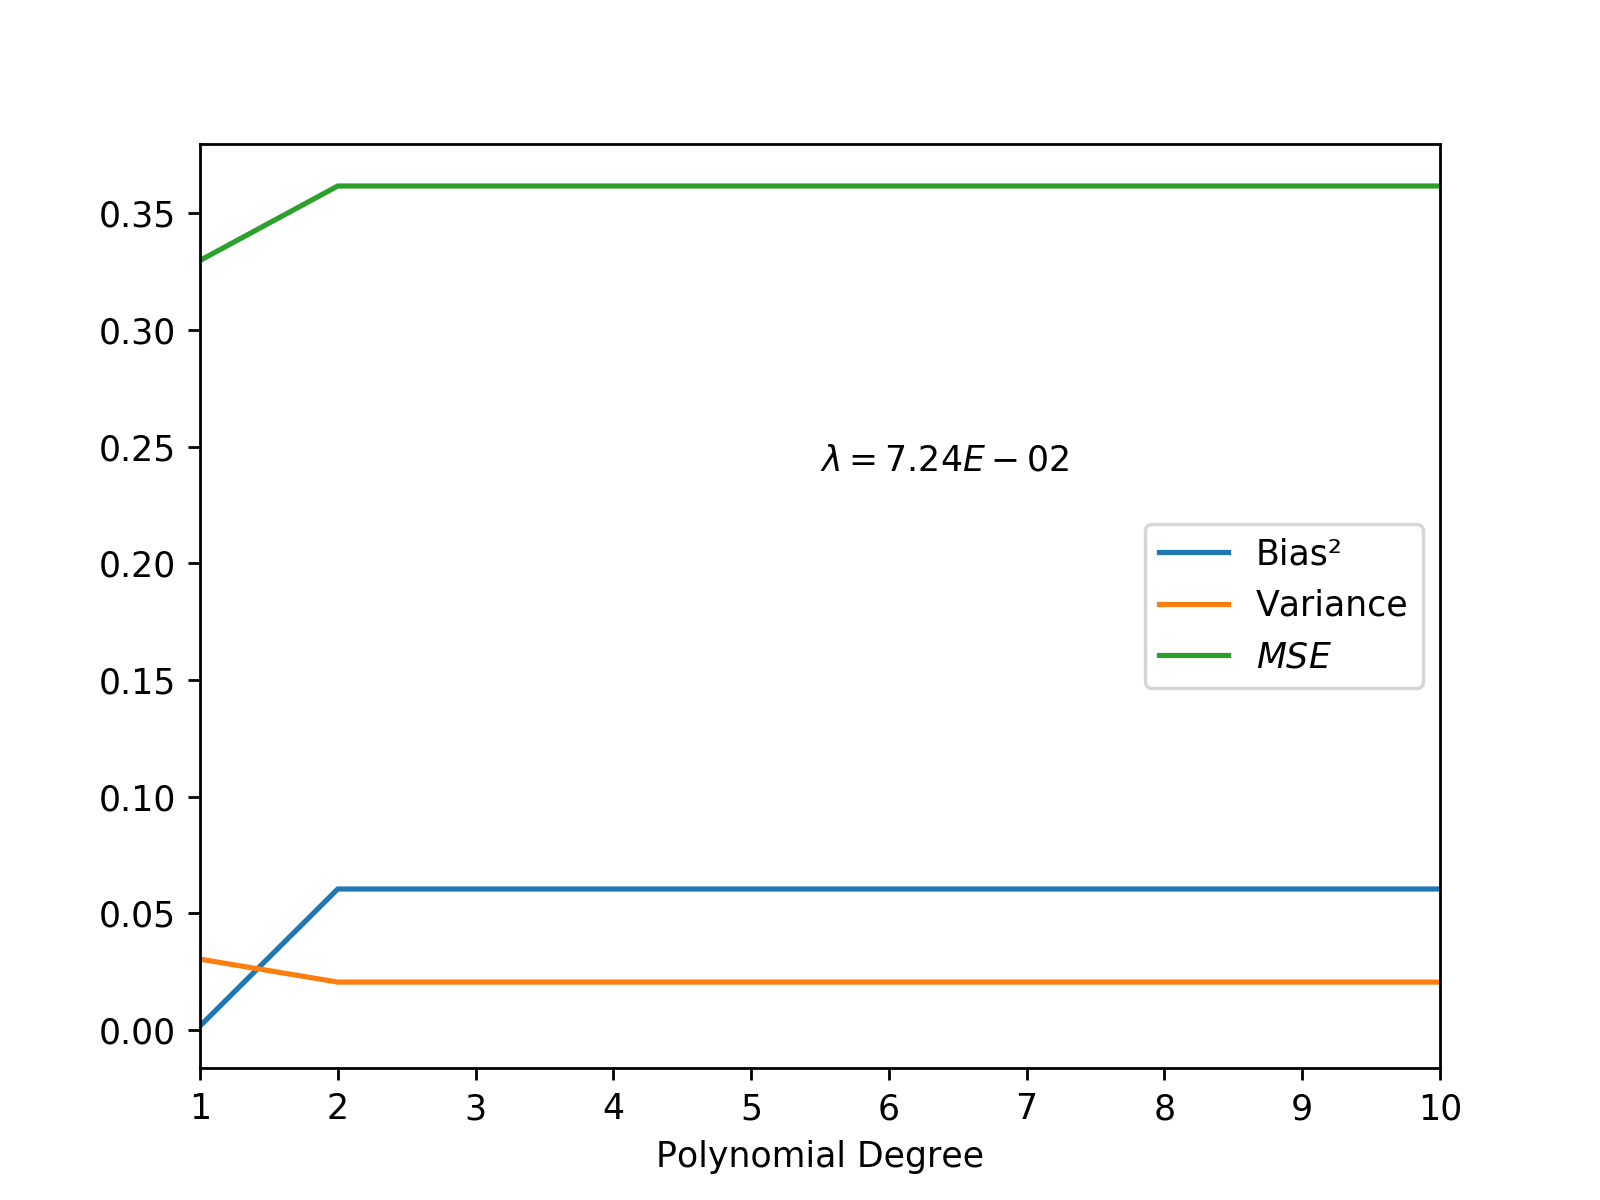 0.35
0.30
0.25
0.20
0.15
0.10
0.05
0.00
λ = 7.24E − 02
Bias²
Variance
MSE
1 2 3 4 5 6 7 8 9 10
Polynomial Degree